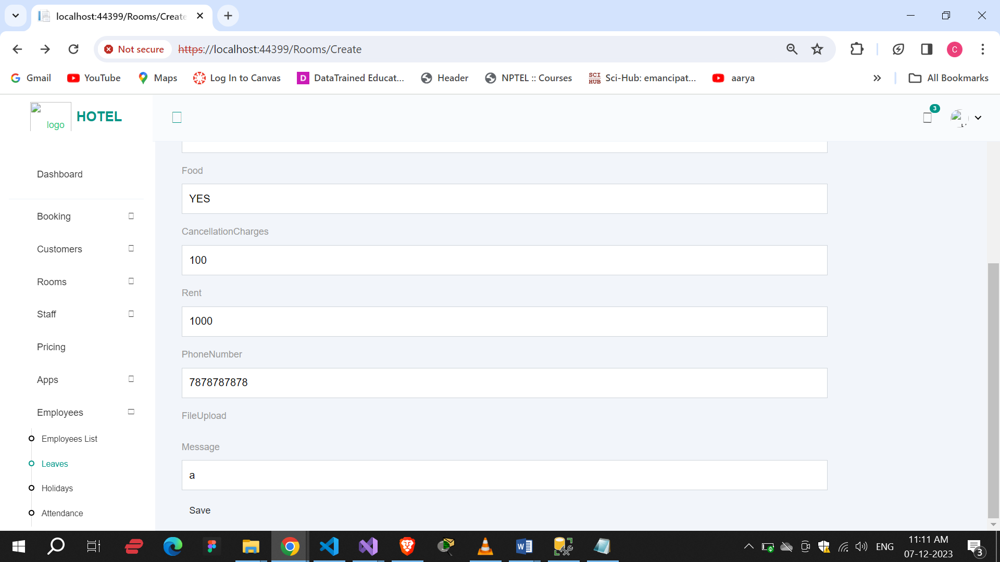 localhost:44399/Rooms/Create
Not secure
https://localhost:44399/Rooms/Create
C
Gmail
YouTube
Maps
Log In to Canvas
D
DataTrained Educat...
Header
NPTEL :: Courses
SCI HUB
Sci-Hub: emancipat...
aarya
All Bookmarks
logo
HOTEL
3
Dashboard
Booking
Customers
Rooms
Staff
Pricing
Apps
Employees
Employees List
Leaves
Holidays
Attendance
Food
YES
CancellationCharges
100
Rent
1000
PhoneNumber
7878787878
FileUpload
Message
a
Save
ENG
11:11 AM
07-12-2023
3